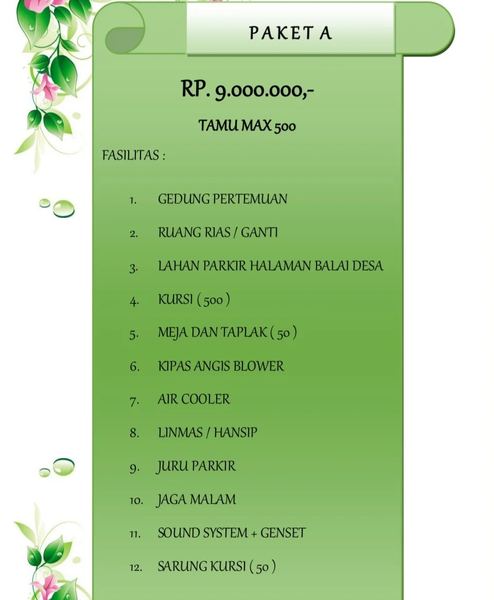 PAKET A
RP. 9.000.000,-
TAMU MAX 500
FASILITAS :
1. GEDUNG PERTEMUAN
2. RUANG RIAS / GANTI
3. LAHAN PARKIR HALAMAN BALAI DESA
4. KURSI ( 500 )
5. MEJA DAN TAPLAK ( 50 )
6. KIPAS ANGIS BLOWER
7. AIR COOLER
8. LINMAS / HANSIP
9. JURU PARKIR
10. JAGA MALAM
11. SOUND SYSTEM + GENSET
12. SARUNG KURSI ( 50 )